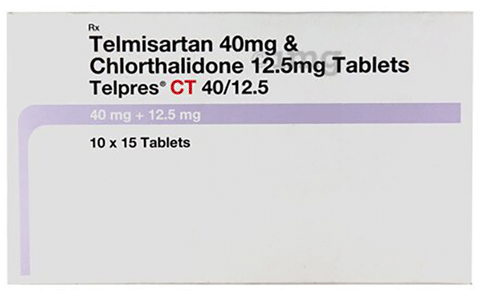 Rx
Telmisartan 40mg &
Chlorthalidone 12.5mg Tablets
Telpres® CT 40/12.5
40 mg + 12.5 mg
10 x 15 Tablets